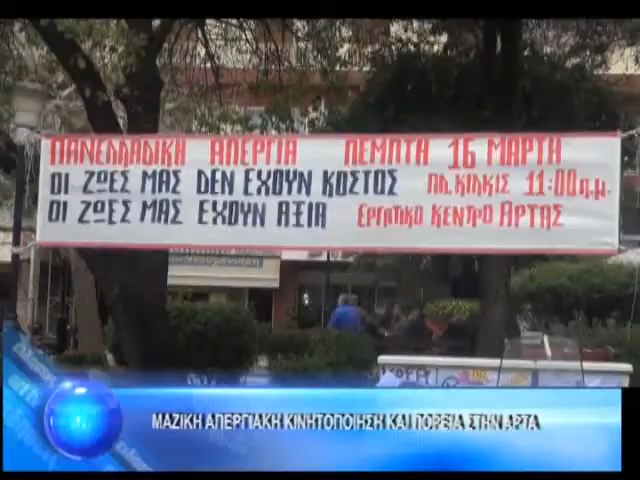 ΠΑΝΕΛΛΑΔΙΚΗ ΑΠΕΡΓΙΑ ΠΕΜΠΤΗ 16 ΜΑΡΤΗ
ΟΙ ΖΩΕΣ ΜΑΣ ΔΕΝ ΕΧΟΥΝ ΚΟΣΤΟΣ ΠΛ. ΚΙΛΚΙΣ 11:00 π.μ.
ΟΙ ΖΩΕΣ ΜΑΣ ΕΧΟΥΝ ΑΞΙΑ ΕΡΓΑΤΙΚΟ ΚΕΝΤΡΟ ΑΡΤΑΣ
ΜΑΖΙΚΗ ΑΠΕΡΓΙΑΚΗ ΚΙΝΗΤΟΠΟΙΗΣΗ ΚΑΙ ΠΟΡΕΙΑ ΣΤΗΝ ΑΡΤΑ